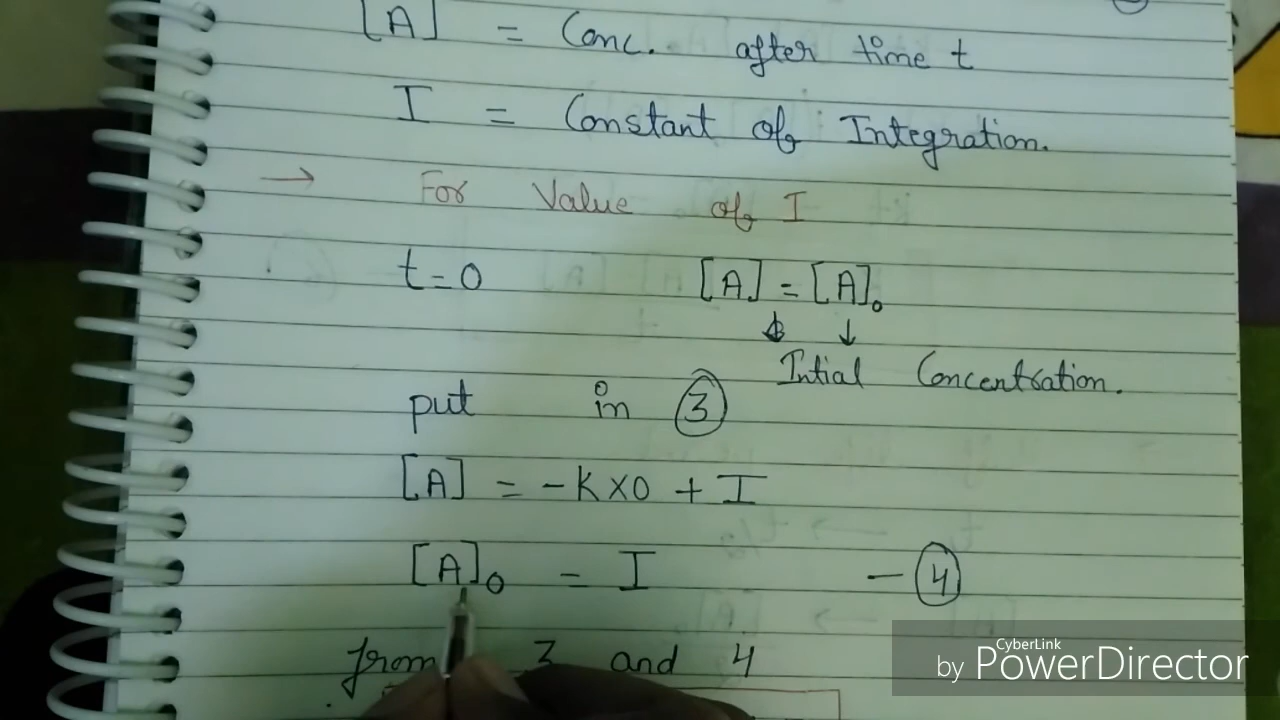 [A] = Conc. after time t
I = Constant of Integration.
→ For Value of I
t=0 [A] = [A]₀
↓ ↓
Intial Concentration.
put in ③
[A] = -K×0 + I
[A]₀ = I - ④
from 3 and 4
CyberLink
by PowerDirector